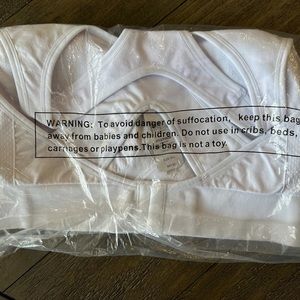 WARNING: To avoid danger of suffocation, keep this bag
away from babies and children. Do not use in cribs, beds,
carriages or playpens.This bag is not a toy.